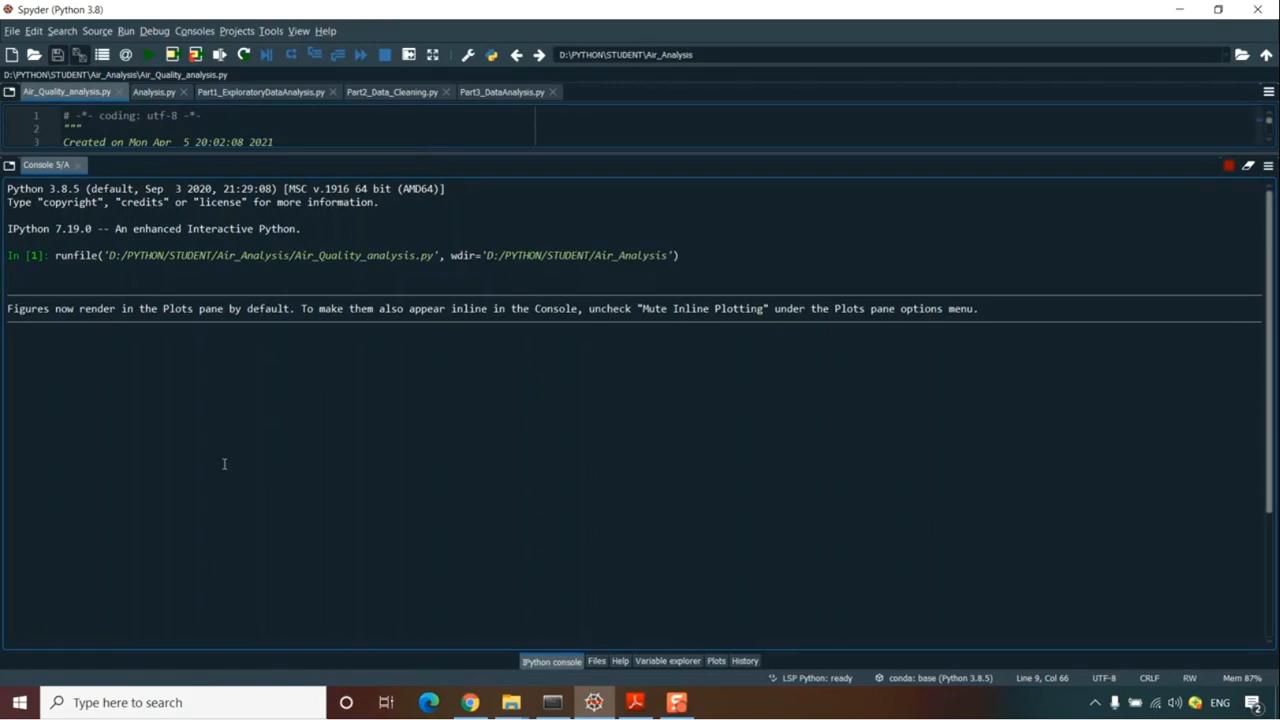 Spyder (Python 3.8)
File Edit Search Source Run Debug Consoles Projects Tools View Help
D:\PYTHON\STUDENT\Air_Analysis
D:\PYTHON\STUDENT\Air_Analysis\Air_Quality_analysis.py
Air_Quality_analysis.py Analysis.py Part1_ExploratoryDataAnalysis.py Part2_Data_Cleaning.py Part3_DataAnalysis.py
1 # -*- coding: utf-8 -*-
2 """
3 Created on Mon Apr 5 20:02:08 2021
Console 5/A
Python 3.8.5 (default, Sep 3 2020, 21:29:08) [MSC v.1916 64 bit (AMD64)]
Type "copyright", "credits" or "license" for more information.
IPython 7.19.0 -- An enhanced Interactive Python.
In [1]: runfile('D:/PYTHON/STUDENT/Air_Analysis/Air_Quality_analysis.py', wdir='D:/PYTHON/STUDENT/Air_Analysis')
Figures now render in the Plots pane by default. To make them also appear inline in the Console, uncheck "Mute Inline Plotting" under the Plots pane options menu.
IPython console Files Help Variable explorer Plots History
LSP Python: ready conda: base (Python 3.8.5) Line 9, Col 66 UTF-8 CRLF RW Mem 87%
Type here to search ENG 2